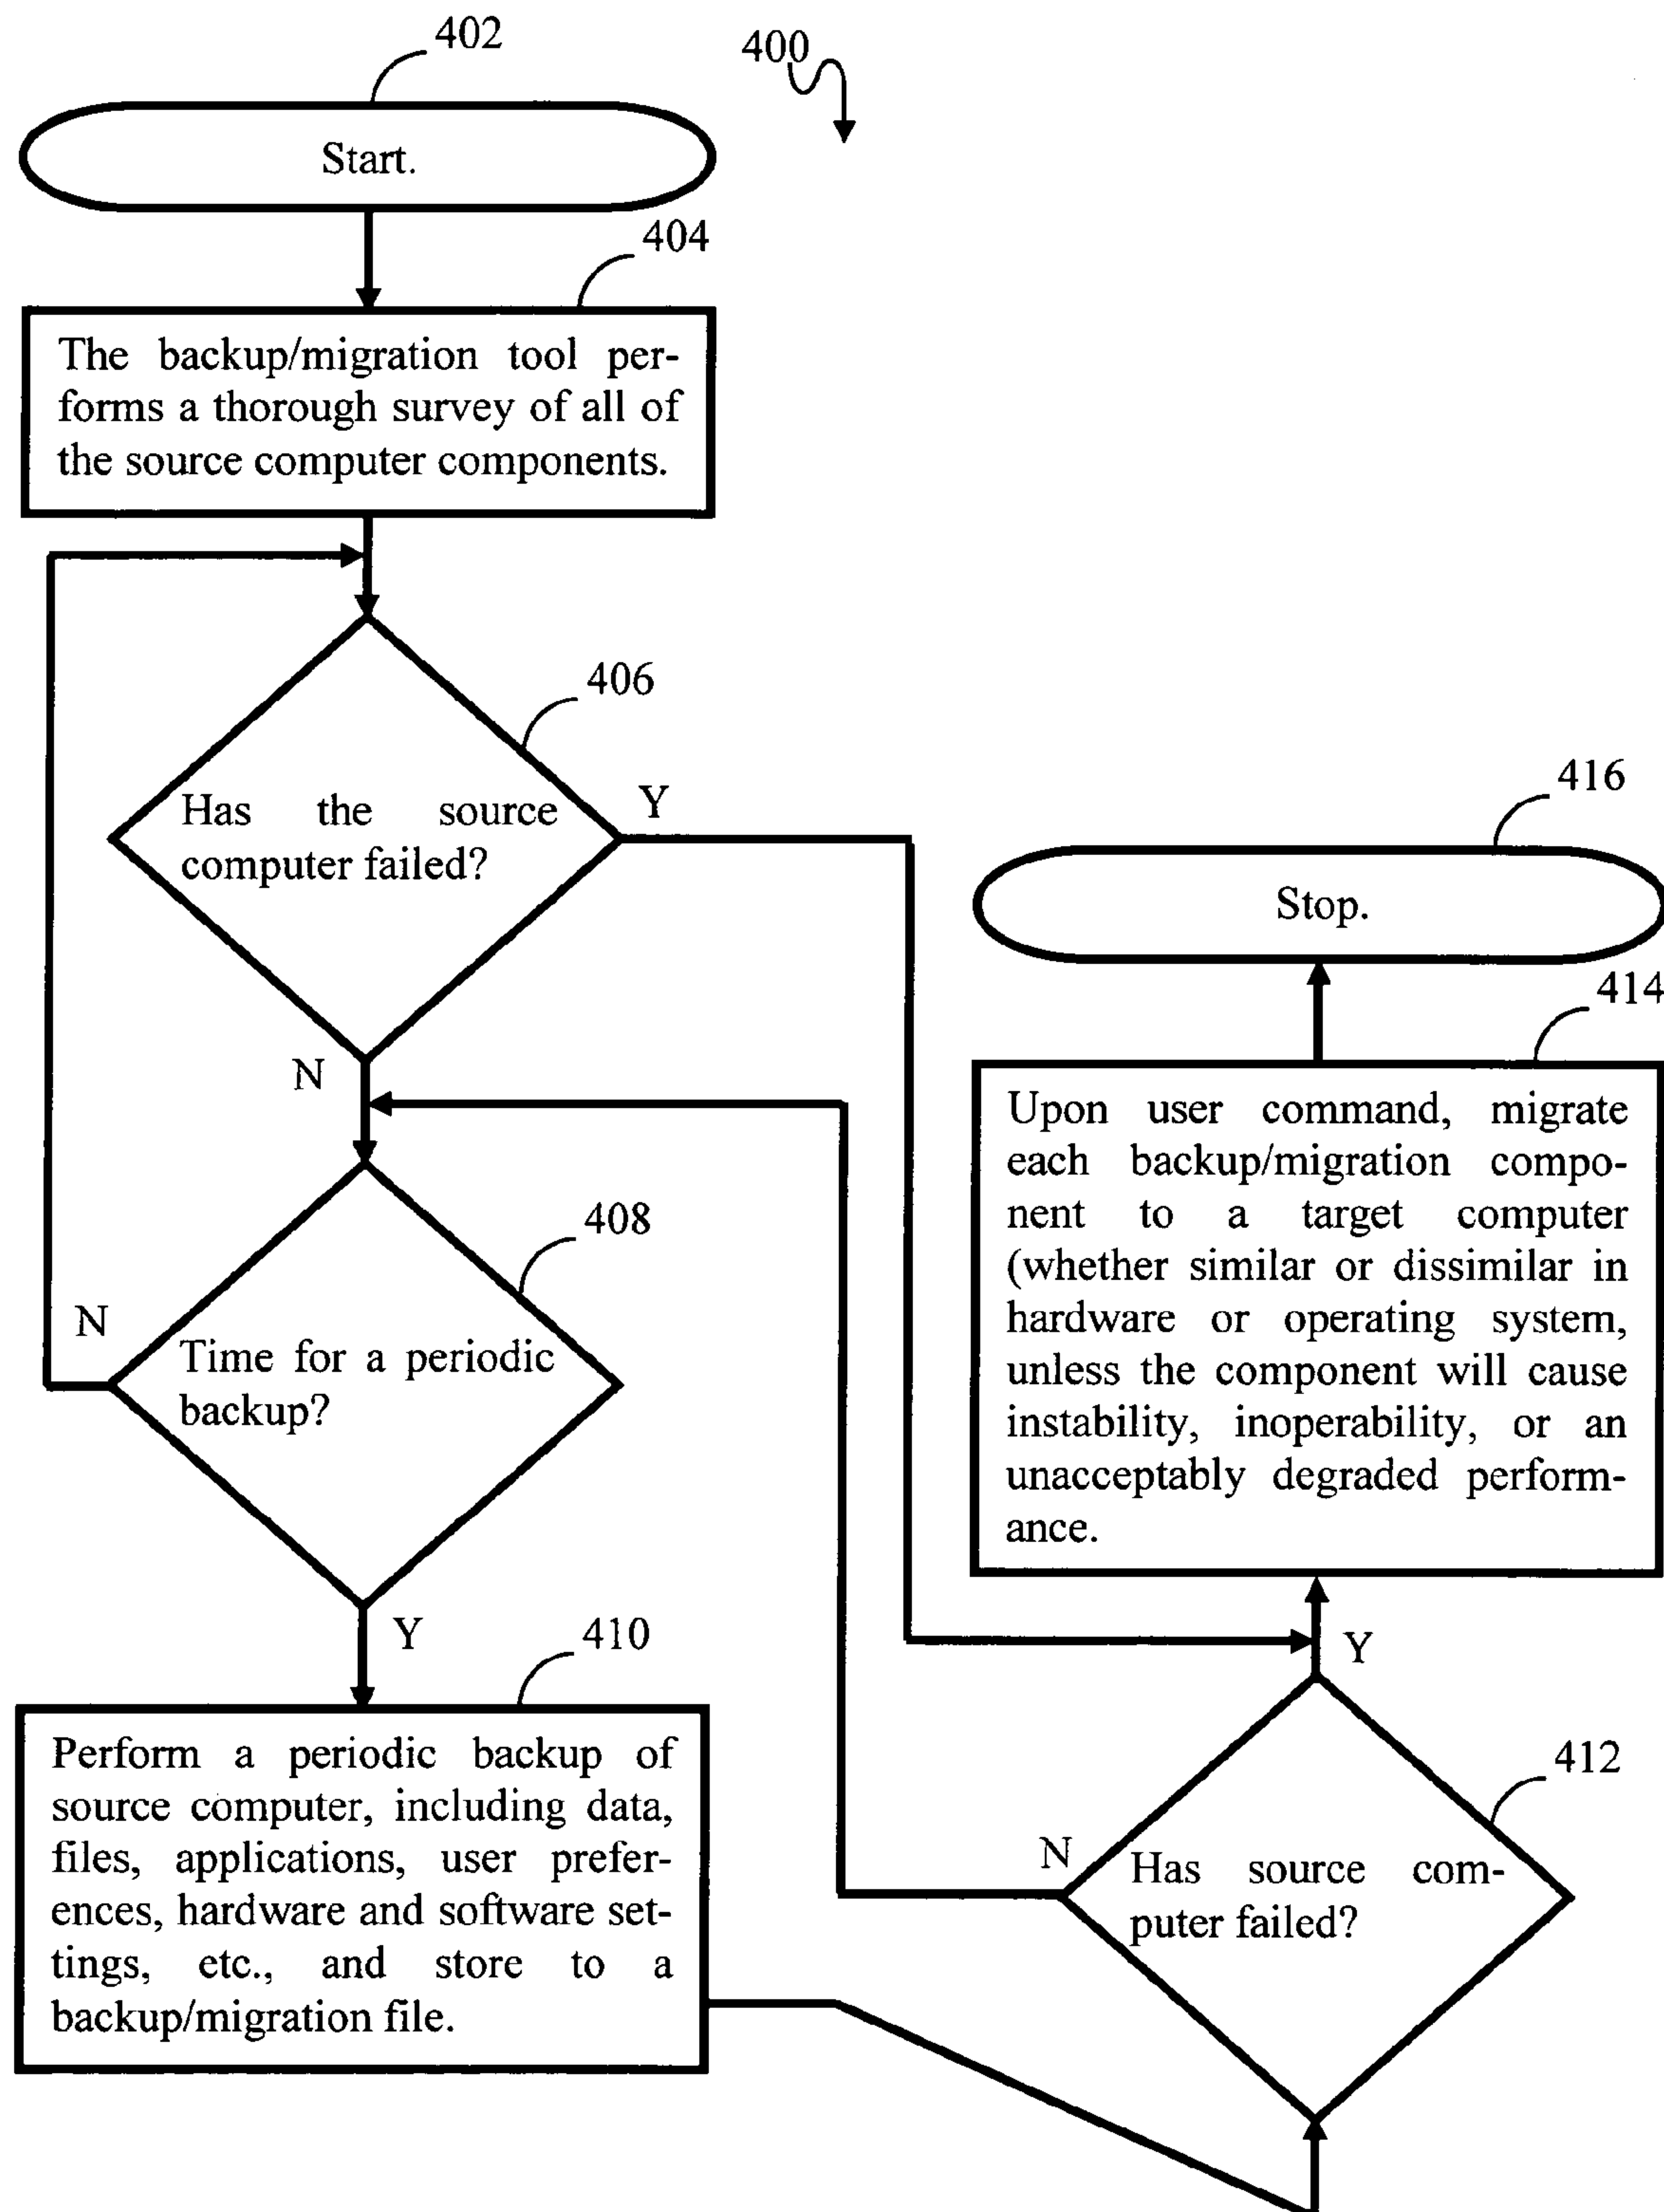 402
400
Start.
404
The backup/migration tool per-
forms a thorough survey of all of
the source computer components.
406
Has the source
computer failed?
Y
N
408
Time for a periodic
backup?
N
Y
410
Perform a periodic backup of
source computer, including data,
files, applications, user prefer-
ences, hardware and software set-
tings, etc., and store to a
backup/migration file.
416
Stop.
414
Upon user command, migrate
each backup/migration compo-
nent to a target computer
(whether similar or dissimilar in
hardware or operating system,
unless the component will cause
instability, inoperability, or an
unacceptably degraded perform-
ance.
Y
412
N
Has source com-
puter failed?